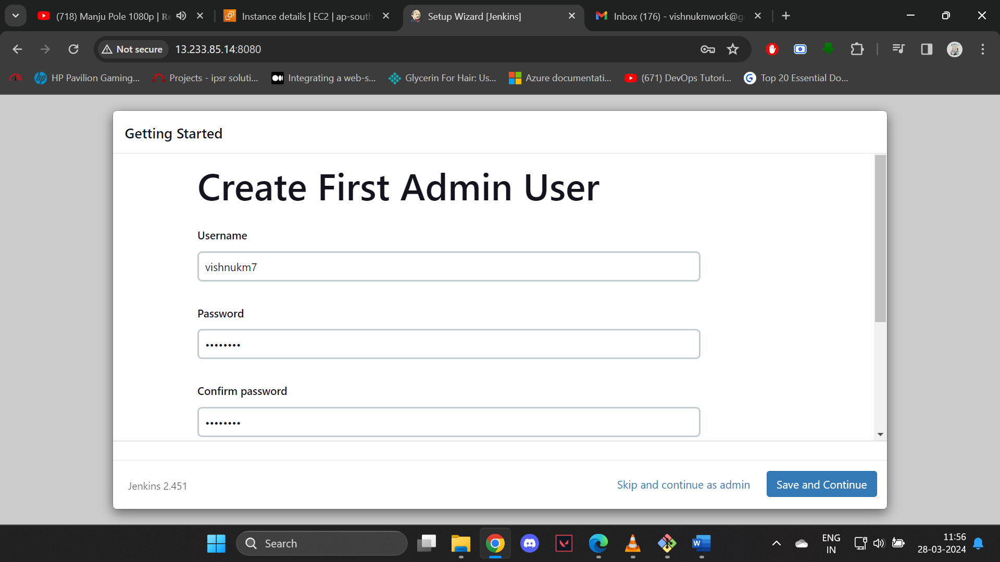 (718) Manju Pole 1080p | Re
Instance details | EC2 | ap-south
Setup Wizard [Jenkins]
Inbox (176) - vishnukmwork@g
Not secure
13.233.85.14:8080
HP Pavilion Gaming...
Projects - ipsr soluti...
Integrating a web-s...
Glycerin For Hair: Us...
Azure documentati...
(671) DevOps Tutori...
Top 20 Essential Do...
Getting Started
Create First Admin User
Username
vishnukm7
Password
••••••••
Confirm password
••••••••
Jenkins 2.451
Skip and continue as admin
Save and Continue
Search
ENG
IN
11:56
28-03-2024